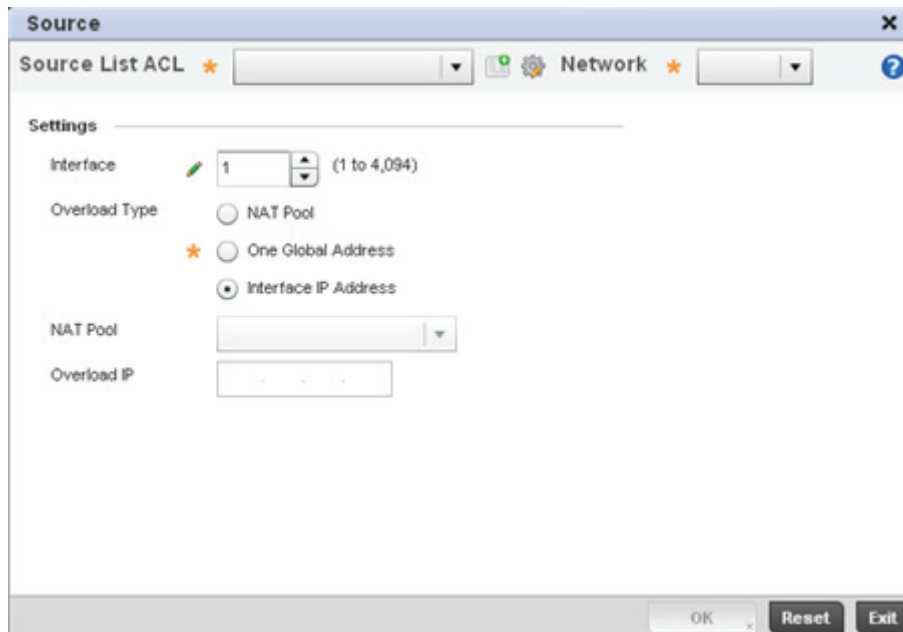 Source
Source List ACL * Network *
Settings
Interface 1 (1 to 4,094)
Overload Type NAT Pool
* One Global Address
Interface IP Address
NAT Pool
Overload IP . . .
OK Reset Exit